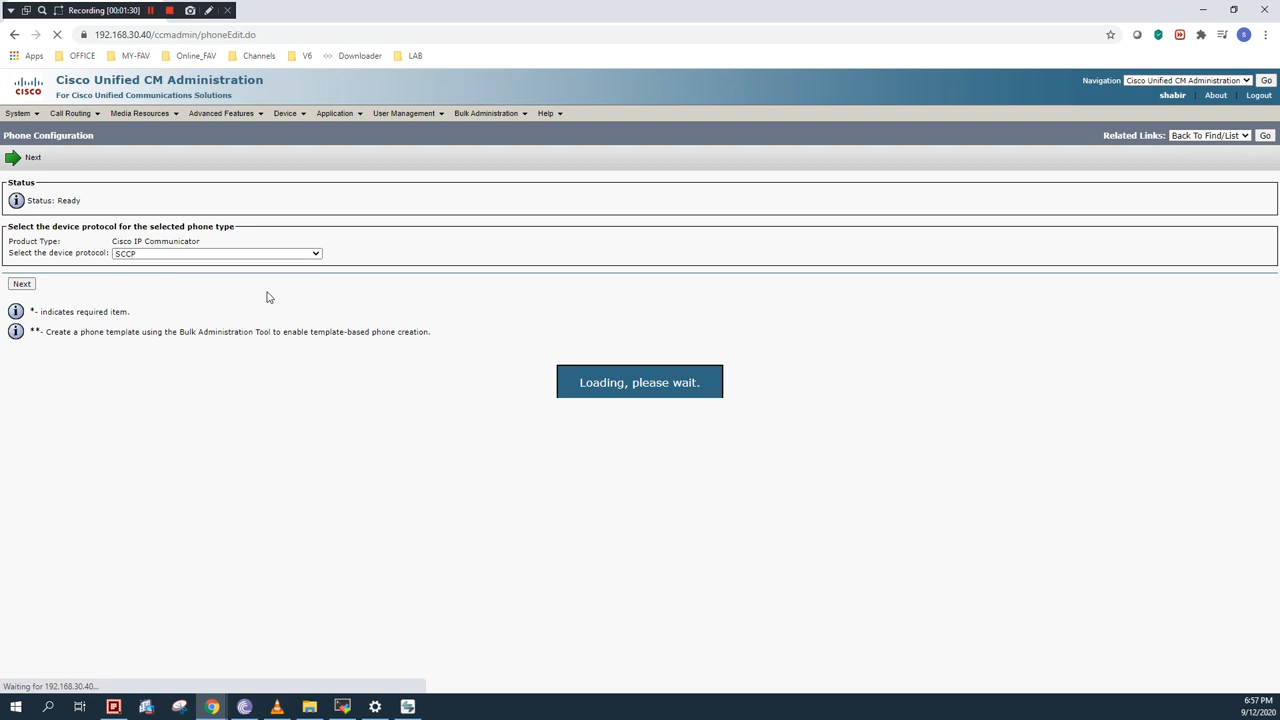 Recording [00:01:30]
192.168.30.40/ccmadmin/phoneEdit.do
S
Apps OFFICE MY-FAV Online_FAV Channels V6 Downloader LAB
CISCO
Cisco Unified CM Administration
For Cisco Unified Communications Solutions
Navigation Cisco Unified CM Administration Go
shabir | About | Logout
System Call Routing Media Resources Advanced Features Device Application User Management Bulk Administration Help
Phone Configuration
Related Links: Back To Find/List Go
Next
Status
i Status: Ready
Select the device protocol for the selected phone type
Product Type: Cisco IP Communicator
Select the device protocol: SCCP
Next
i *- indicates required item.
i **- Create a phone template using the Bulk Administration Tool to enable template-based phone creation.
Loading, please wait.
Waiting for 192.168.30.40...
6:57 PM
9/12/2020